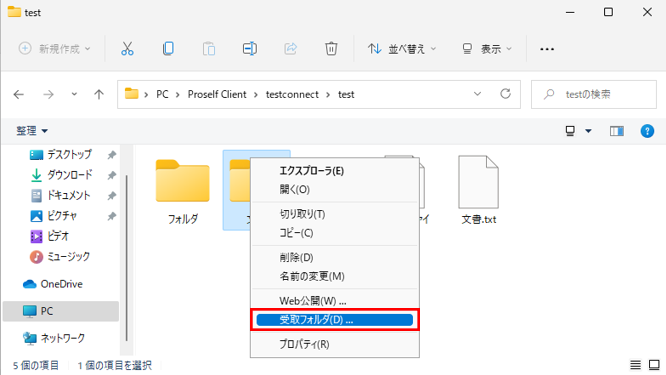 test
新規作成
並べ替え
表示
PC
Proself Client
testconnect
test
testの検索
整理
デスクトップ
ダウンロード
ドキュメント
ピクチャ
ビデオ
ミュージック
OneDrive
PC
ネットワーク
フォルダ
文書.txt
エクスプローラ(E)
開く(O)
切り取り(T)
コピー(C)
削除(D)
名前の変更(M)
Web公開(W) ...
受取フォルダ(D) ...
プロパティ(R)
5 個の項目
1 個の項目を選択